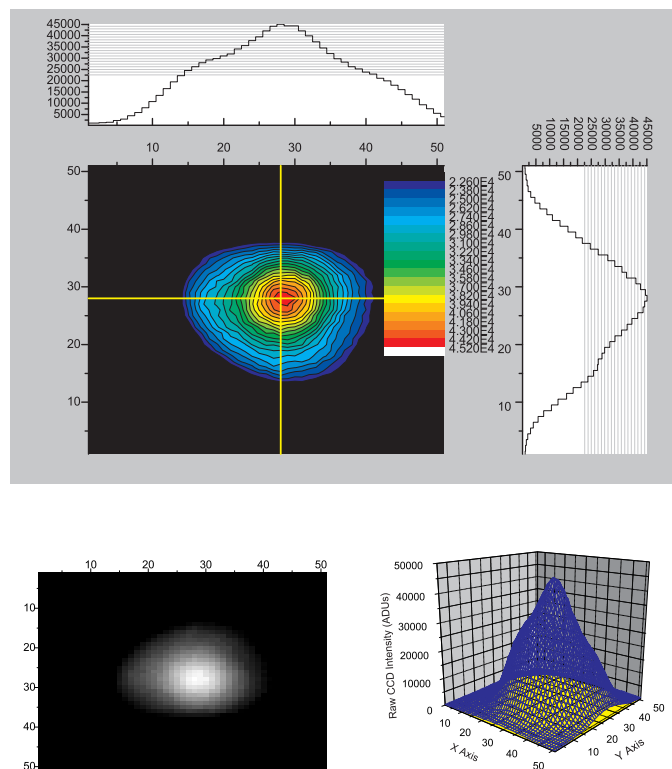 45000
40000
35000
30000
25000
20000
15000
10000
5000
10 20 30 40 50
50
40
30
20
10
2.260E4
2.380E4
2.500E4
2.620E4
2.740E4
2.860E4
2.980E4
3.100E4
3.220E4
3.340E4
3.460E4
3.580E4
3.700E4
3.820E4
3.940E4
4.060E4
4.180E4
4.300E4
4.420E4
4.520E4
5000 10000 15000 20000 25000 30000 35000 40000 45000
50
40
30
20
10
10 20 30 40 50
10
20
30
40
50
Raw CCD Intensity (ADUs)
50000
40000
30000
20000
10000
0
10 20 30 40 50
X Axis
10 20 30 40 50
Y Axis